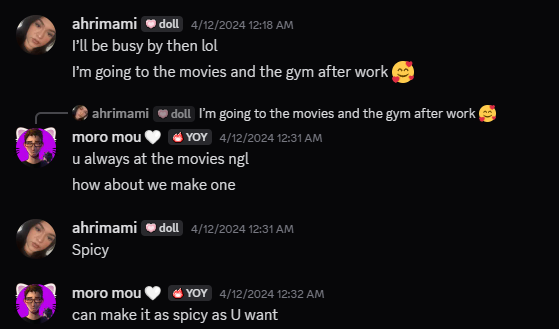 ahrimami doll 4/12/2024 12:18 AM
I'll be busy by then lol
I'm going to the movies and the gym after work 🥰
ahrimami doll I'm going to the movies and the gym after work 🥰
moro mou🤍 YOY 4/12/2024 12:31 AM
u always at the movies ngl
how about we make one
ahrimami doll 4/12/2024 12:31 AM
Spicy
moro mou🤍 YOY 4/12/2024 12:32 AM
can make it as spicy as U want